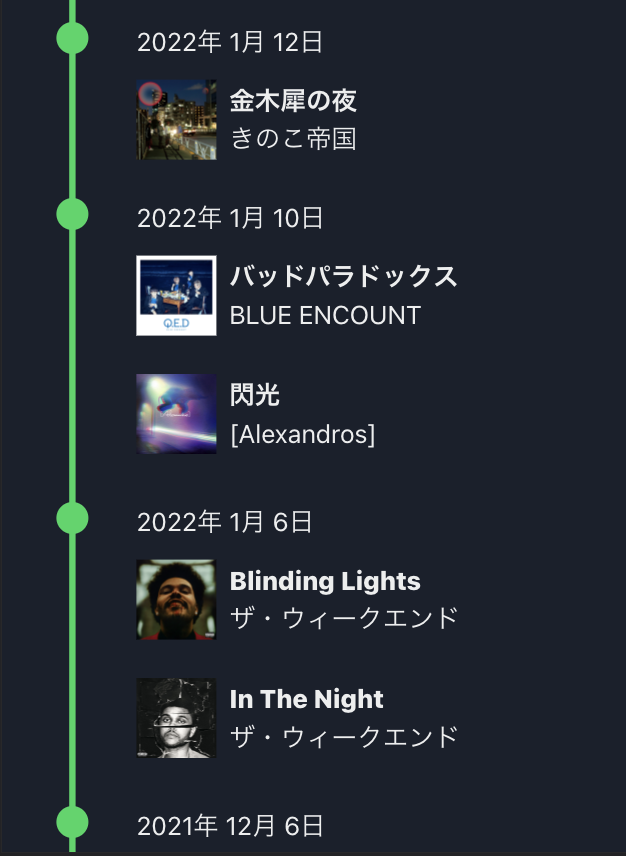 2022年 1月 12日
金木犀の夜
きのこ帝国
2022年 1月 10日
バッドパラドックス
BLUE ENCOUNT
Q.E.D
閃光
[Alexandros]
2022年 1月 6日
Blinding Lights
ザ・ウィークエンド
In The Night
ザ・ウィークエンド
2021年 12月 6日